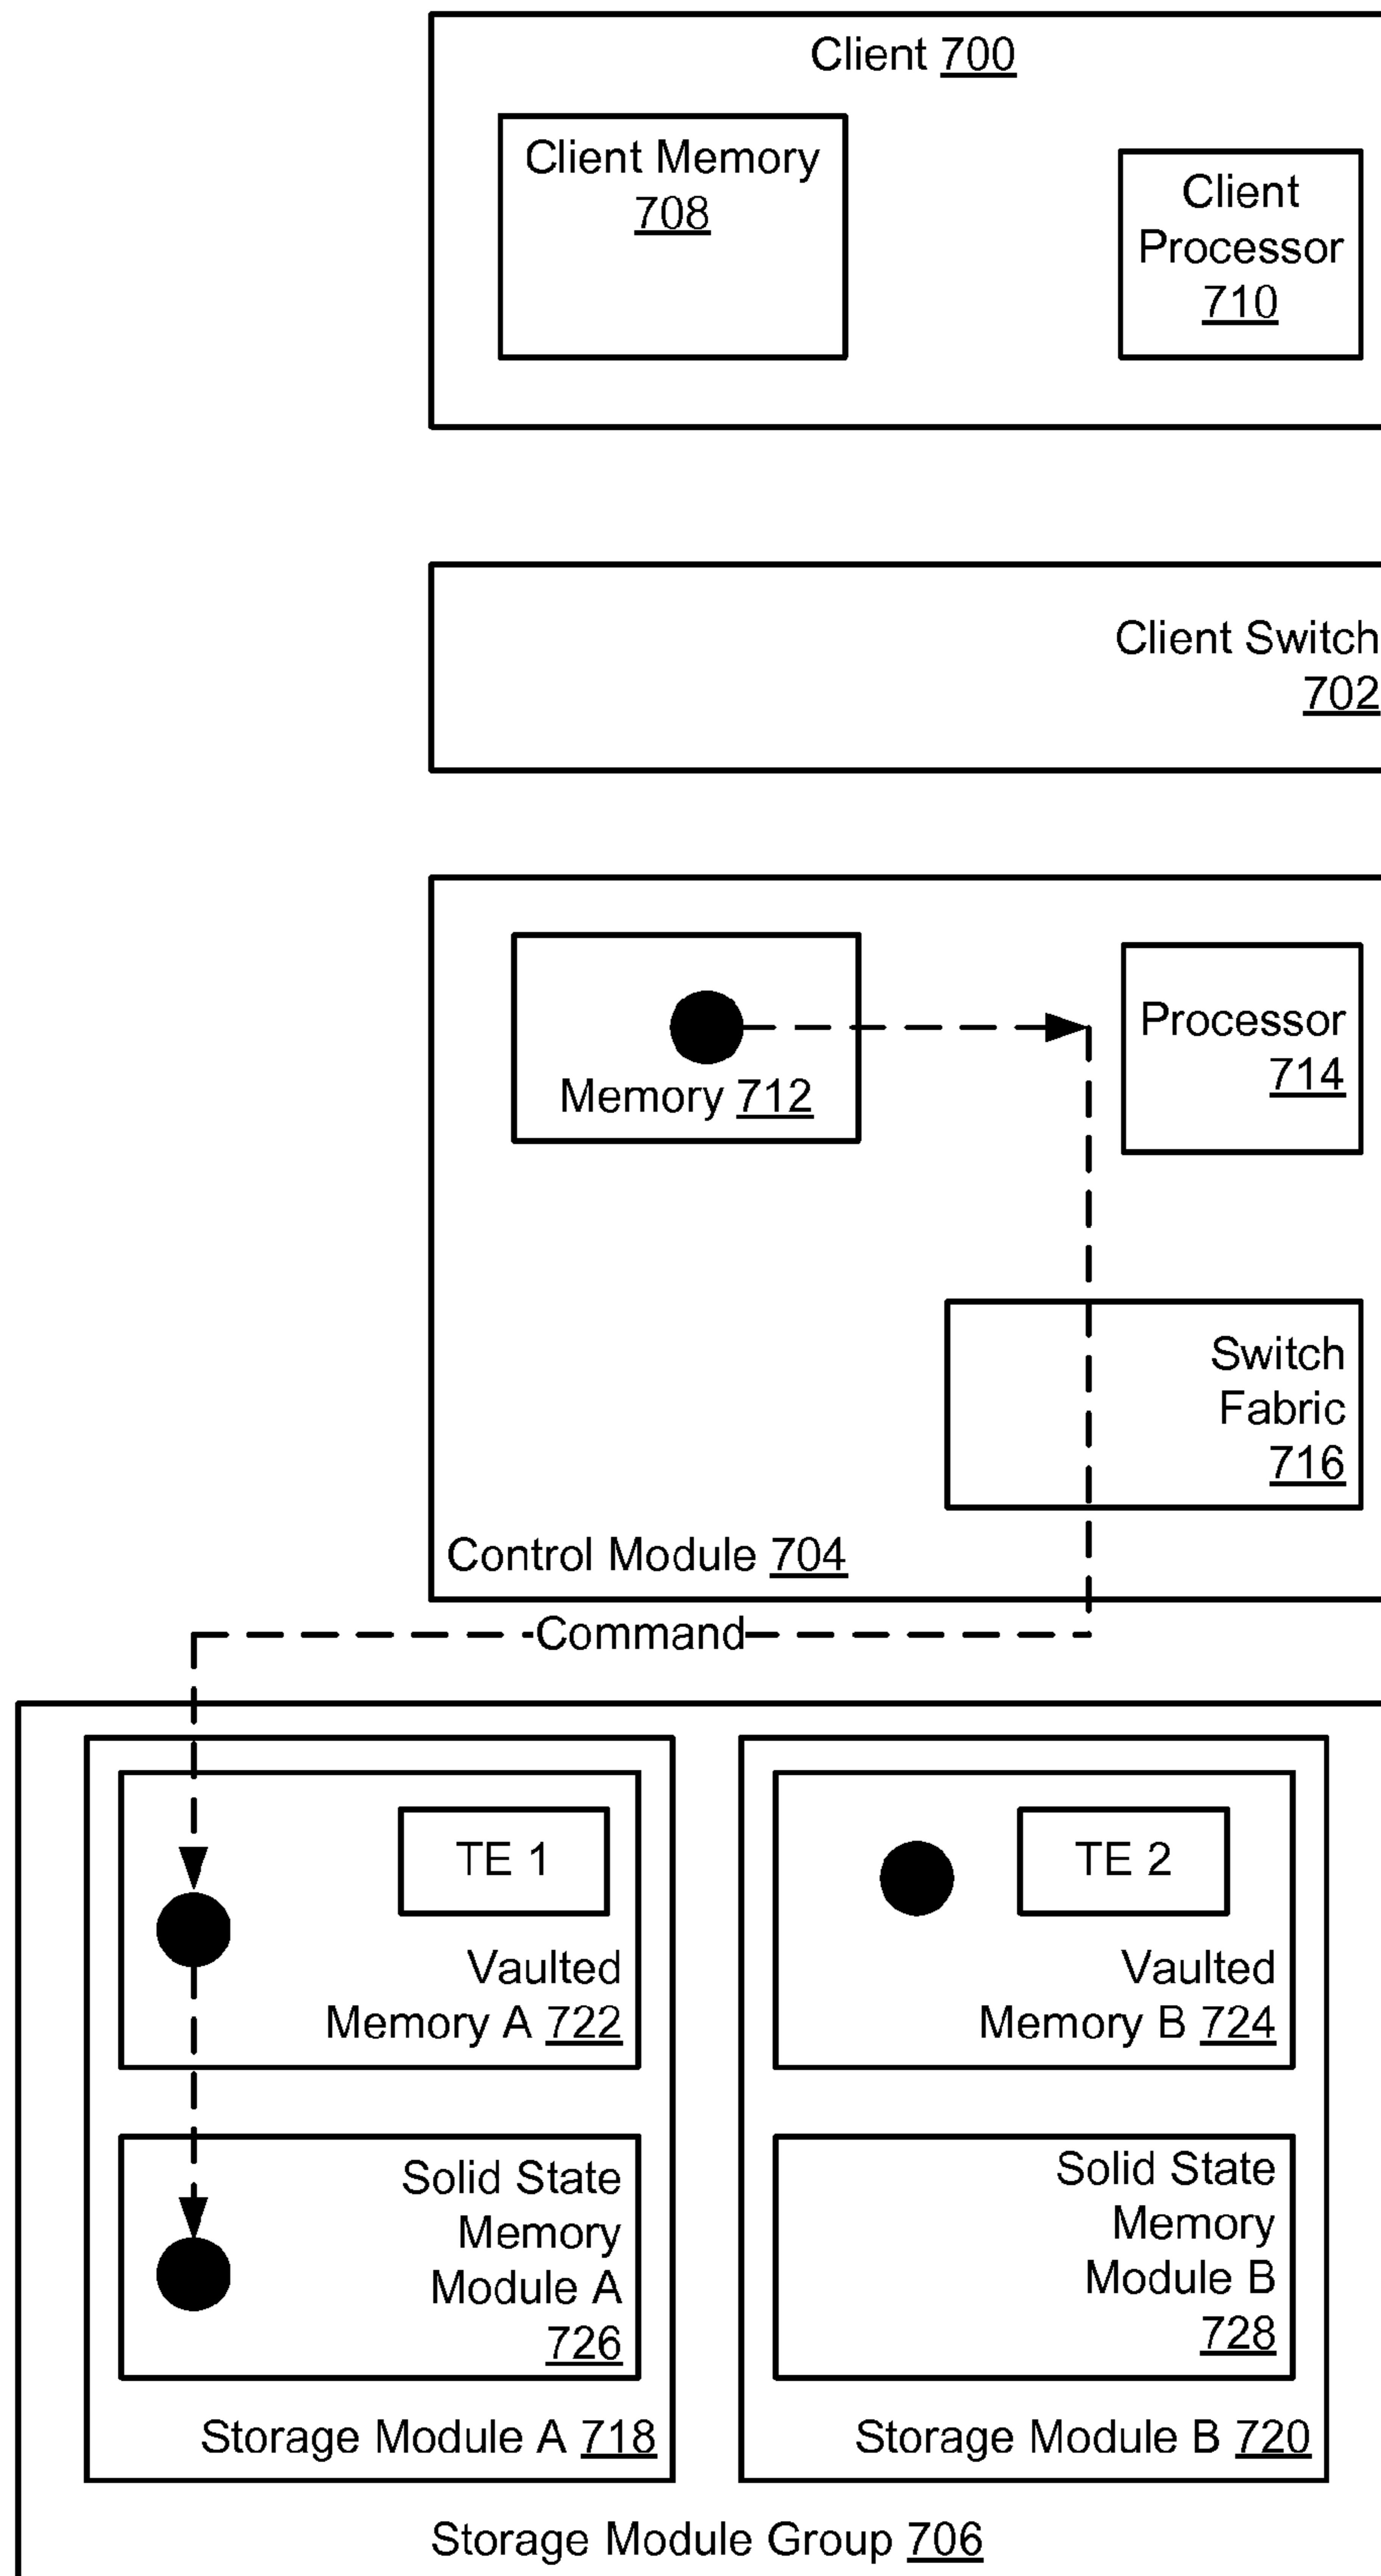 Client 700
Client Memory
708
Client
Processor
710
Client Switch
702
Memory 712
Processor
714
Switch
Fabric
716
Control Module 704
Command
TE 1
Vaulted
Memory A 722
Solid State
Memory
Module A
726
Storage Module A 718
TE 2
Vaulted
Memory B 724
Solid State
Memory
Module B
728
Storage Module B 720
Storage Module Group 706